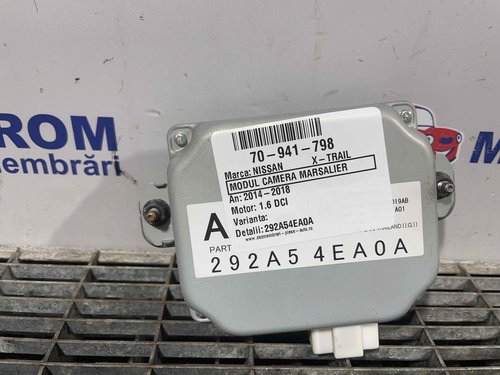 ROM
membrări
70-941-798
Marca: NISSAN X-TRAIL
MODUL CAMERA MARSALIER
An: 2014-2018
Motor: 1.6 DCI
Varianta:
Detalii: 292A54EA0A
A
PART
292A5 4EA0A